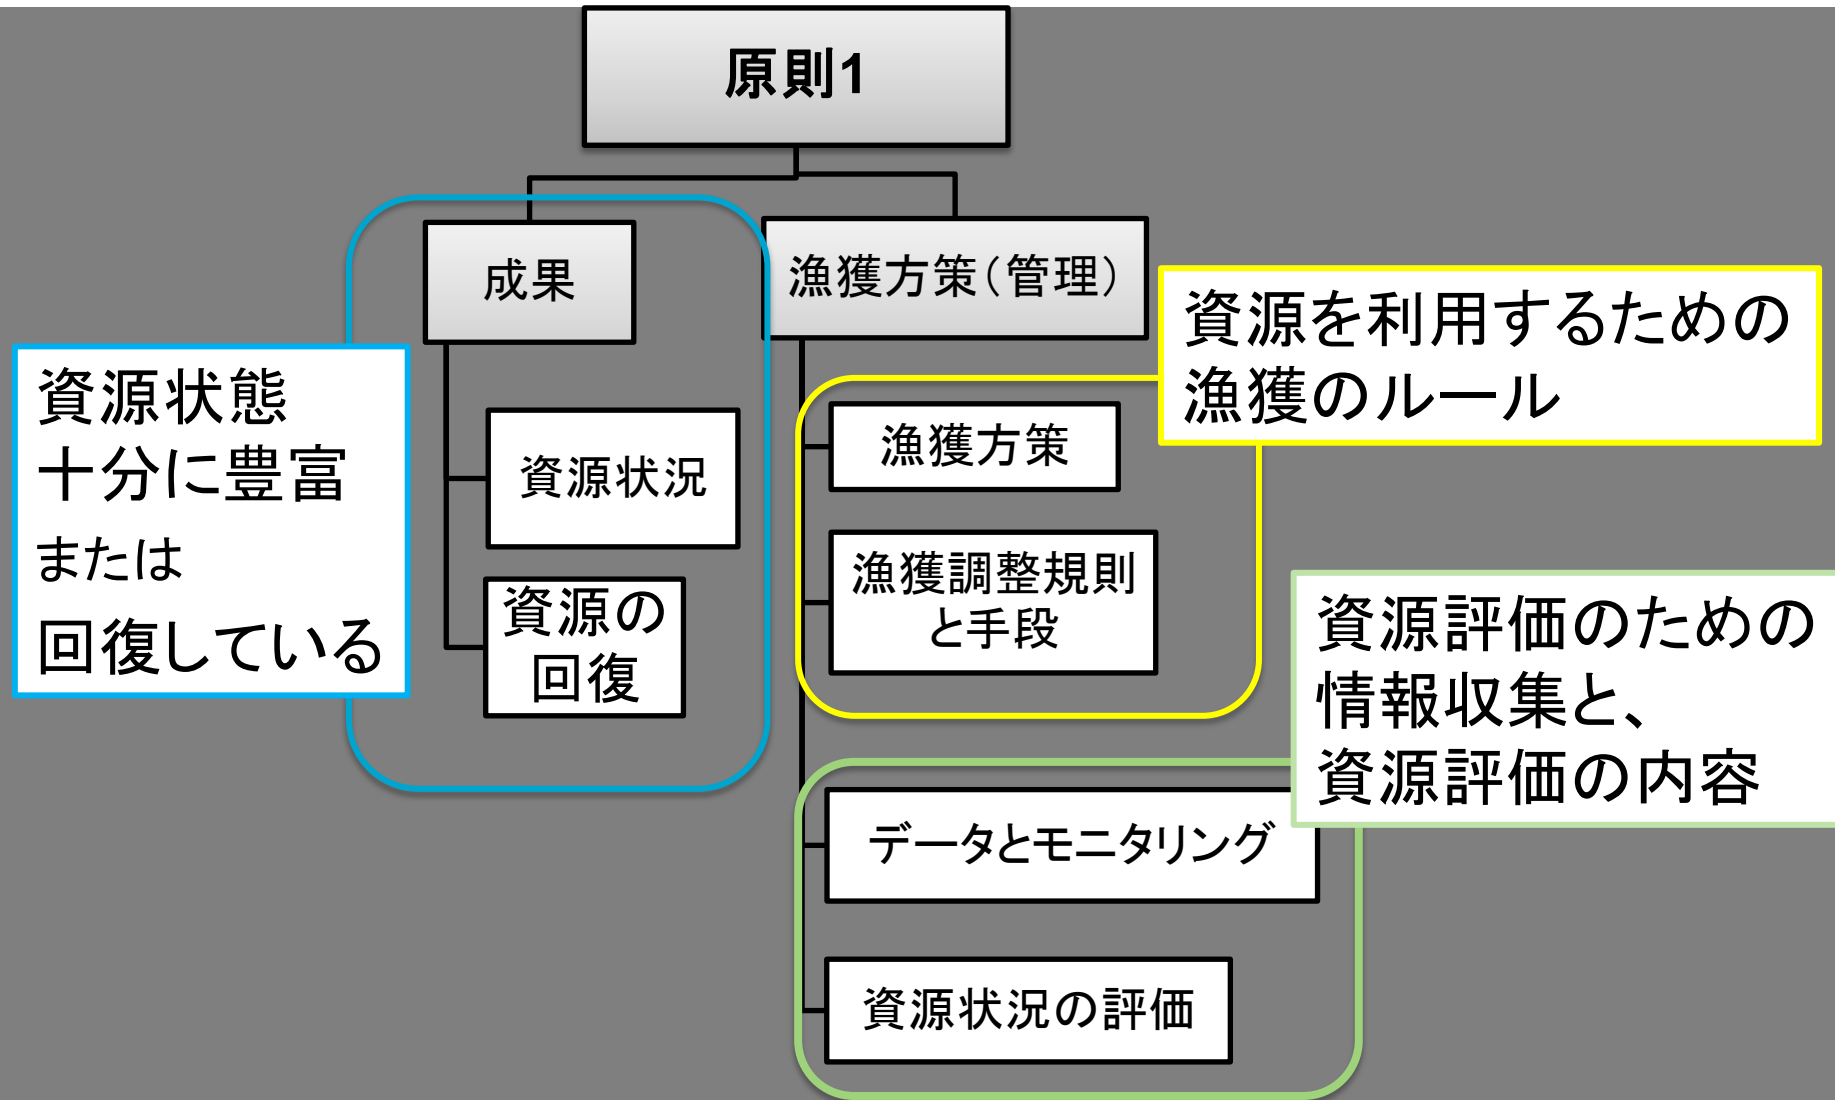 原則1
成果
漁獲方策（管理）
資源を利用するための
漁獲のルール
資源状態
十分に豊富
または
回復している
資源状況
資源の
回復
漁獲方策
漁獲調整規則
と手段
資源評価のための
情報収集と、
資源評価の内容
データとモニタリング
資源状況の評価